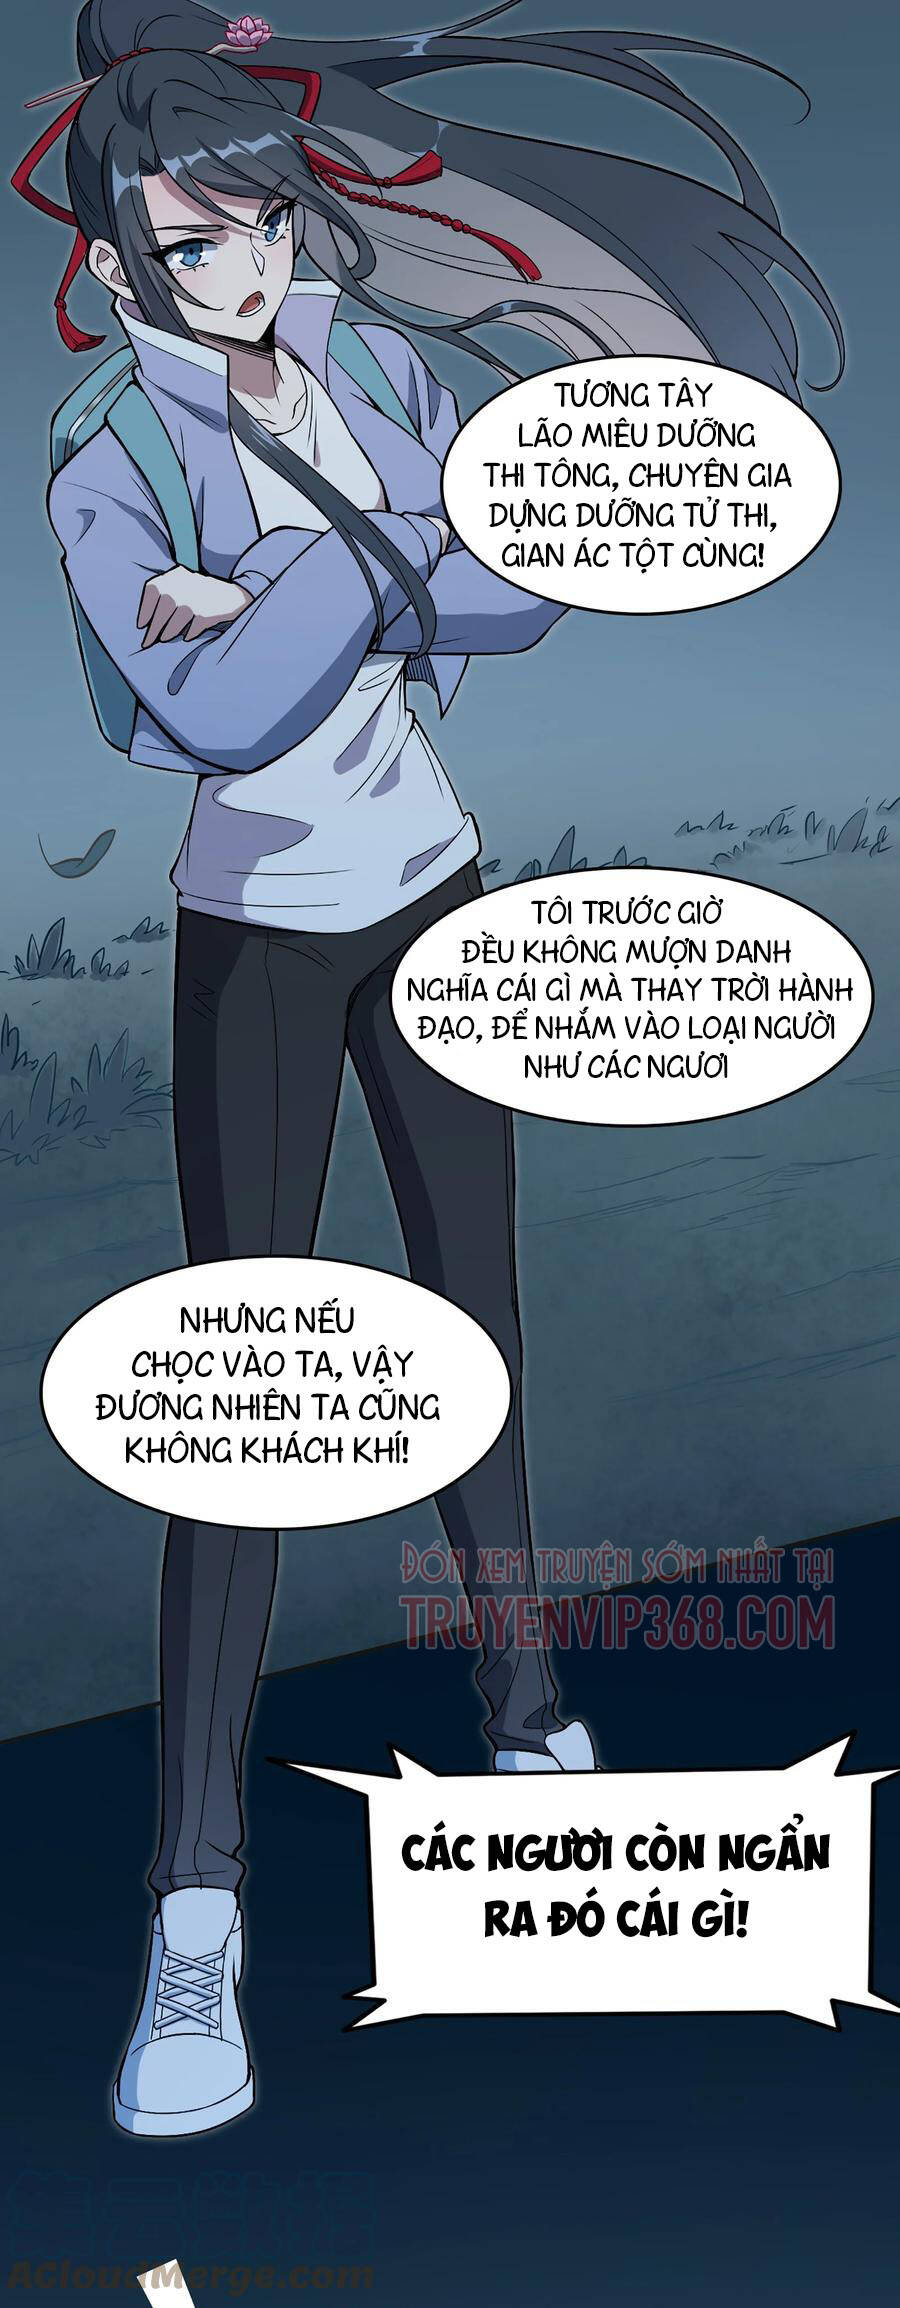 TƯƠNG TÂY
LÃO MIÊU DƯỠNG
THI TÔNG, CHUYÊN GIA
DỤNG DƯỠNG TỬ THI,
GIAN ÁC TỘT CÙNG!
TÔI TRƯỚC GIỜ
ĐỀU KHÔNG MƯỢN DANH
NGHĨA CÁI GÌ MÀ THAY TRỜI HÀNH
ĐẠO, ĐỂ NHẮM VÀO LOẠI NGƯỜI
NHƯ CÁC NGƯƠI
NHƯNG NẾU
CHỌC VÀO TA, VẬY
ĐƯƠNG NHIÊN TA CŨNG
KHÔNG KHÁCH KHÍ!
ĐÓN XEM TRUYỆN SỚM NHẤT TẠI
TRUYENVIP368.COM
CÁC NGƯƠI CÒN NGẨN
RA ĐÓ CÁI GÌ!
ACloudMerge.com